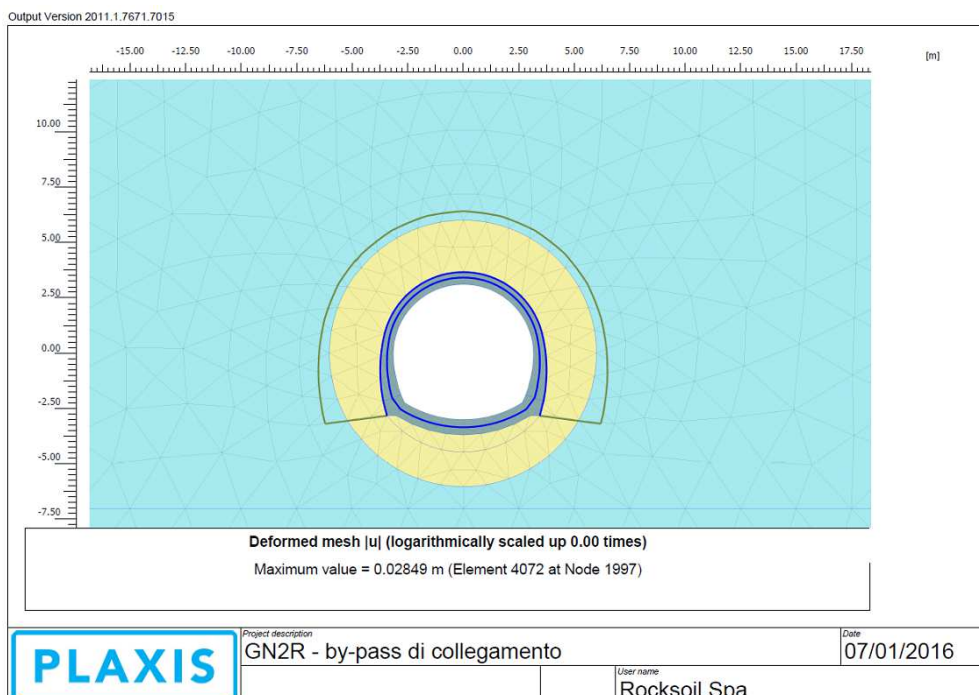 Output Version 2011.1.7671.7015
-15.00 -12.50 -10.00 -7.50 -5.00 -2.50 0.00 2.50 5.00 7.50 10.00 12.50 15.00 17.50
[m]
10.00
7.50
5.00
2.50
0.00
-2.50
-5.00
-7.50
Deformed mesh |u| (logarithmically scaled up 0.00 times)
Maximum value = 0.02849 m (Element 4072 at Node 1997)
PLAXIS
Project description
GN2R - by-pass di collegamento
Date
07/01/2016
User name
Rocksoil Spa